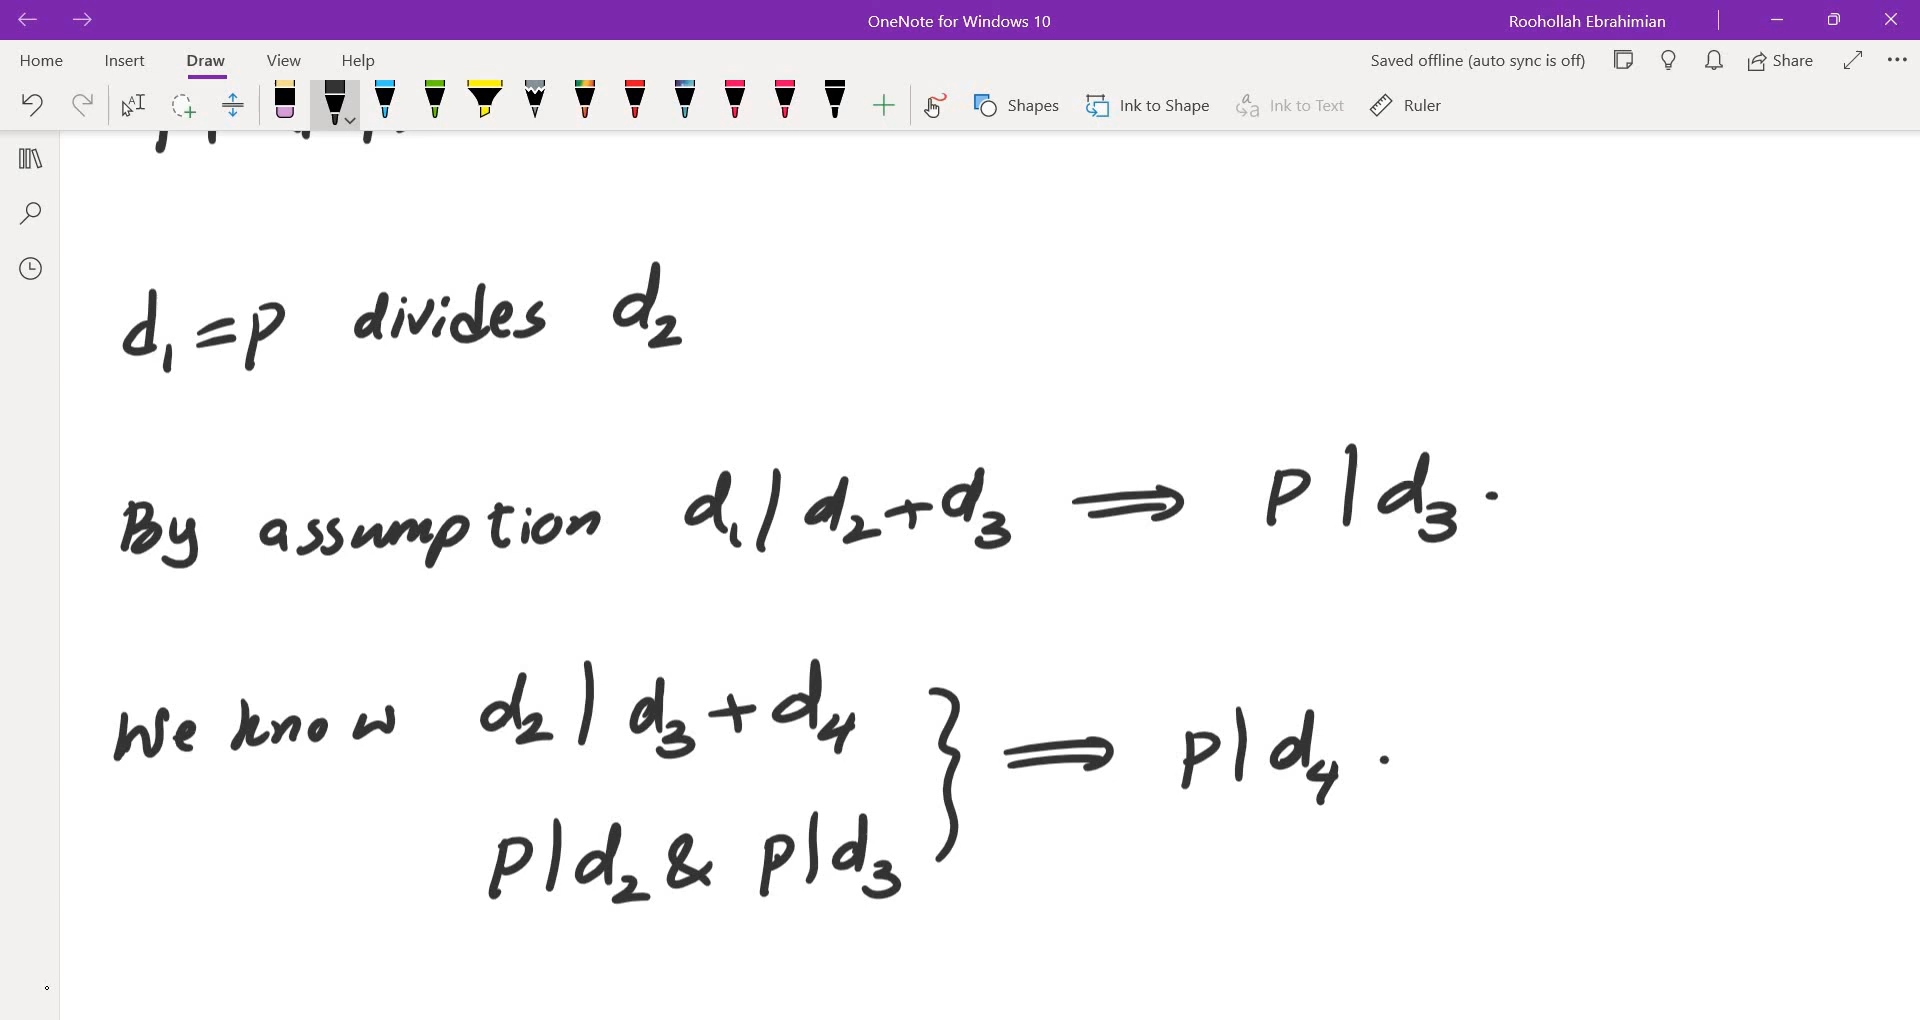 OneNote for Windows 10
Roohollah Ebrahimian
Home Insert Draw View Help
Saved offline (auto sync is off) Share
Shapes Ink to Shape Ink to Text Ruler
d₁ = p divides d₂
By assumption d₁ | d₂ + d₃ ⟹ p | d₃ .
We know d₂ | d₃ + d₄ } ⟹ p | d₄ .
p | d₂ & p | d₃